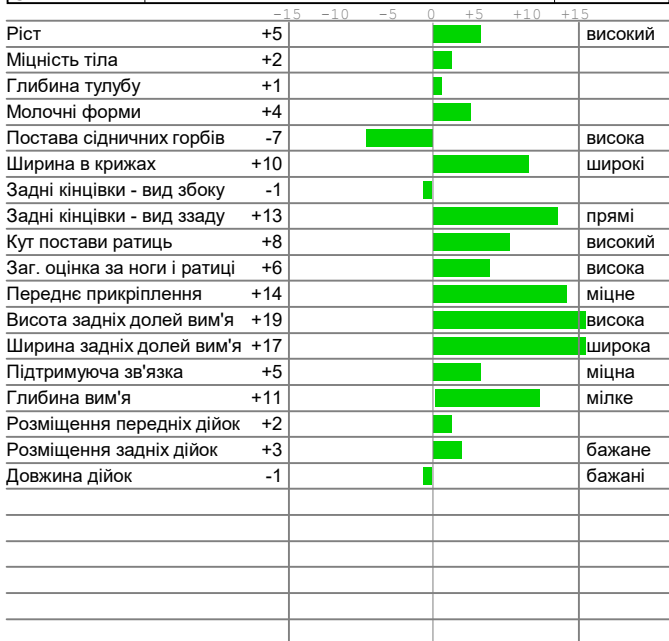 -15 -10 -5 0 +5 +10 +15
Ріст +5 високий
Міцність тіла +2
Глибина тулубу +1
Молочні форми +4
Постава сідничних горбів -7 висока
Ширина в крижах +10 широкі
Задні кінцівки - вид збоку -1
Задні кінцівки - вид ззаду +13 прямі
Кут постави ратиць +8 високий
Заг. оцінка за ноги і ратиці +6 висока
Переднє прикріплення +14 міцне
Висота задніх долей вим'я +19 висока
Ширина задніх долей вим'я +17 широка
Підтримуюча зв'язка +5 міцна
Глибина вим'я +11 мілке
Розміщення передніх дійок +2
Розміщення задніх дійок +3 бажане
Довжина дійок -1 бажані